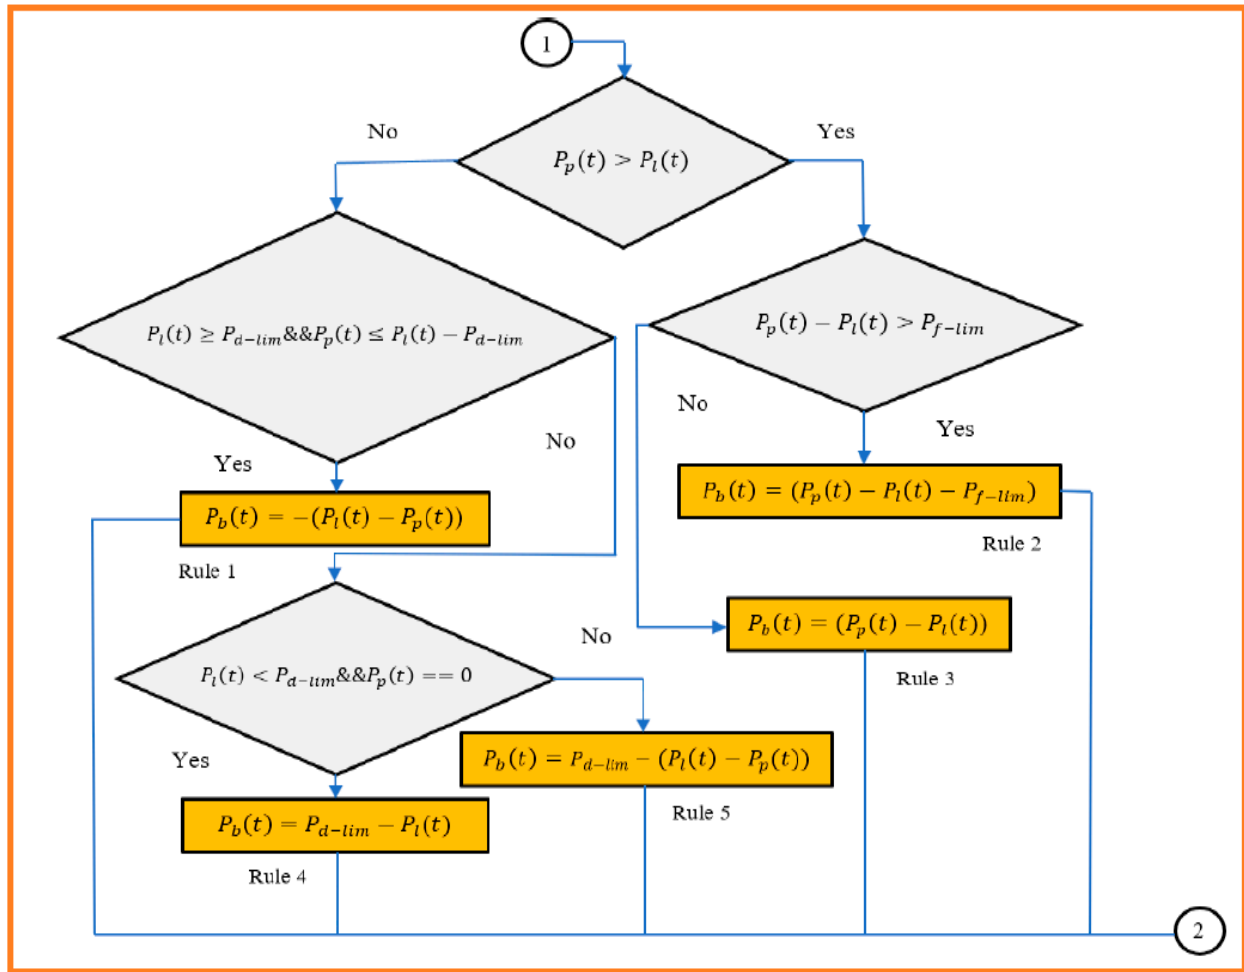 1
No
Yes
P_p(t) > P_l(t)
P_l(t) ≥ P_{d−lim}&&P_p(t) ≤ P_l(t) − P_{d−lim}
P_p(t) − P_l(t) > P_{f−lim}
No
No
Yes
Yes
P_b(t) = (P_p(t) − P_l(t) − P_{f−lim})
P_b(t) = −(P_l(t) − P_p(t))
Rule 2
Rule 1
P_b(t) = (P_p(t) − P_l(t))
No
Rule 3
P_l(t) < P_{d−lim}&&P_p(t) == 0
Yes
P_b(t) = P_{d−lim} − (P_l(t) − P_p(t))
Rule 5
P_b(t) = P_{d−lim} − P_l(t)
Rule 4
2